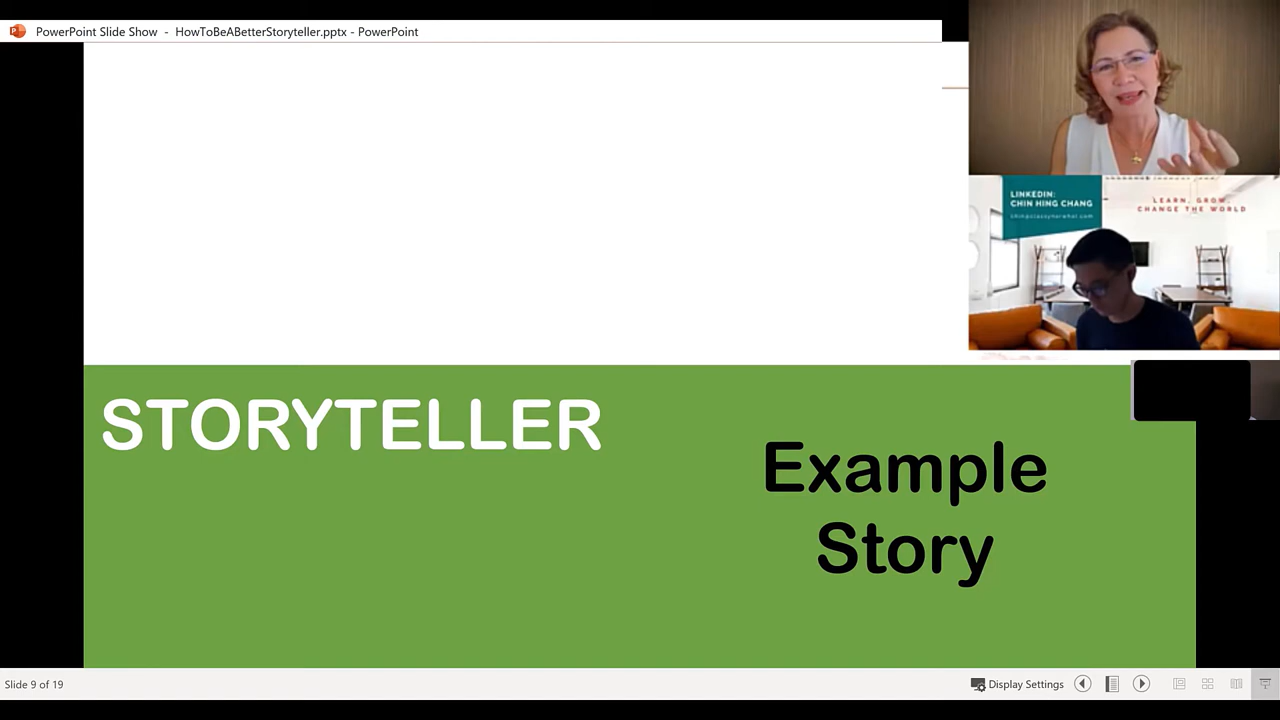 PowerPoint Slide Show - HowToBeABetterStoryteller.pptx - PowerPoint
LINKEDIN:
CHIN HING CHANG
LEARN, GROW,
CHANGE THE WORLD
STORYTELLER
Example
Story
Slide 9 of 19
Display Settings